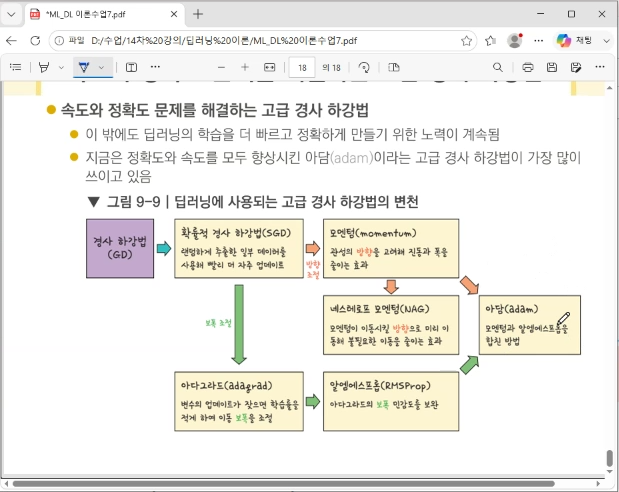 *ML_DL 이론수업7.pdf
파일 D:/수업/14차%20강의/딥러닝%20이론/ML_DL%20이론수업7.pdf
채팅
18 의 18
속도와 정확도 문제를 해결하는 고급 경사 하강법
이 밖에도 딥러닝의 학습을 더 빠르고 정확하게 만들기 위한 노력이 계속됨
지금은 정확도와 속도를 모두 향상시킨 아담(adam)이라는 고급 경사 하강법이 가장 많이
쓰이고 있음
▼ 그림 9-9 | 딥러닝에 사용되는 고급 경사 하강법의 변천
경사 하강법
(GD)
확률적 경사 하강법(SGD)
랜덤하게 추출한 일부 데이터를
사용해 빨리 더 자주 업데이트
방향
조절
모멘텀(momentum)
관성의 방향을 고려해 진동과 폭을
줄이는 효과
보폭 조절
네스테로프 모멘텀(NAG)
모멘텀이 이동시킬 방향으로 미리 이
동해 불필요한 이동을 줄이는 효과
아담(adam)
모멘텀과 알엠에스프롭을
합친 방법
아다그라드(adagrad)
변수의 업데이트가 잦으면 학습률을
적게 하여 이동 보폭을 조절
알엠에스프롭(RMSProp)
아다그라드의 보폭 민감도를 보완